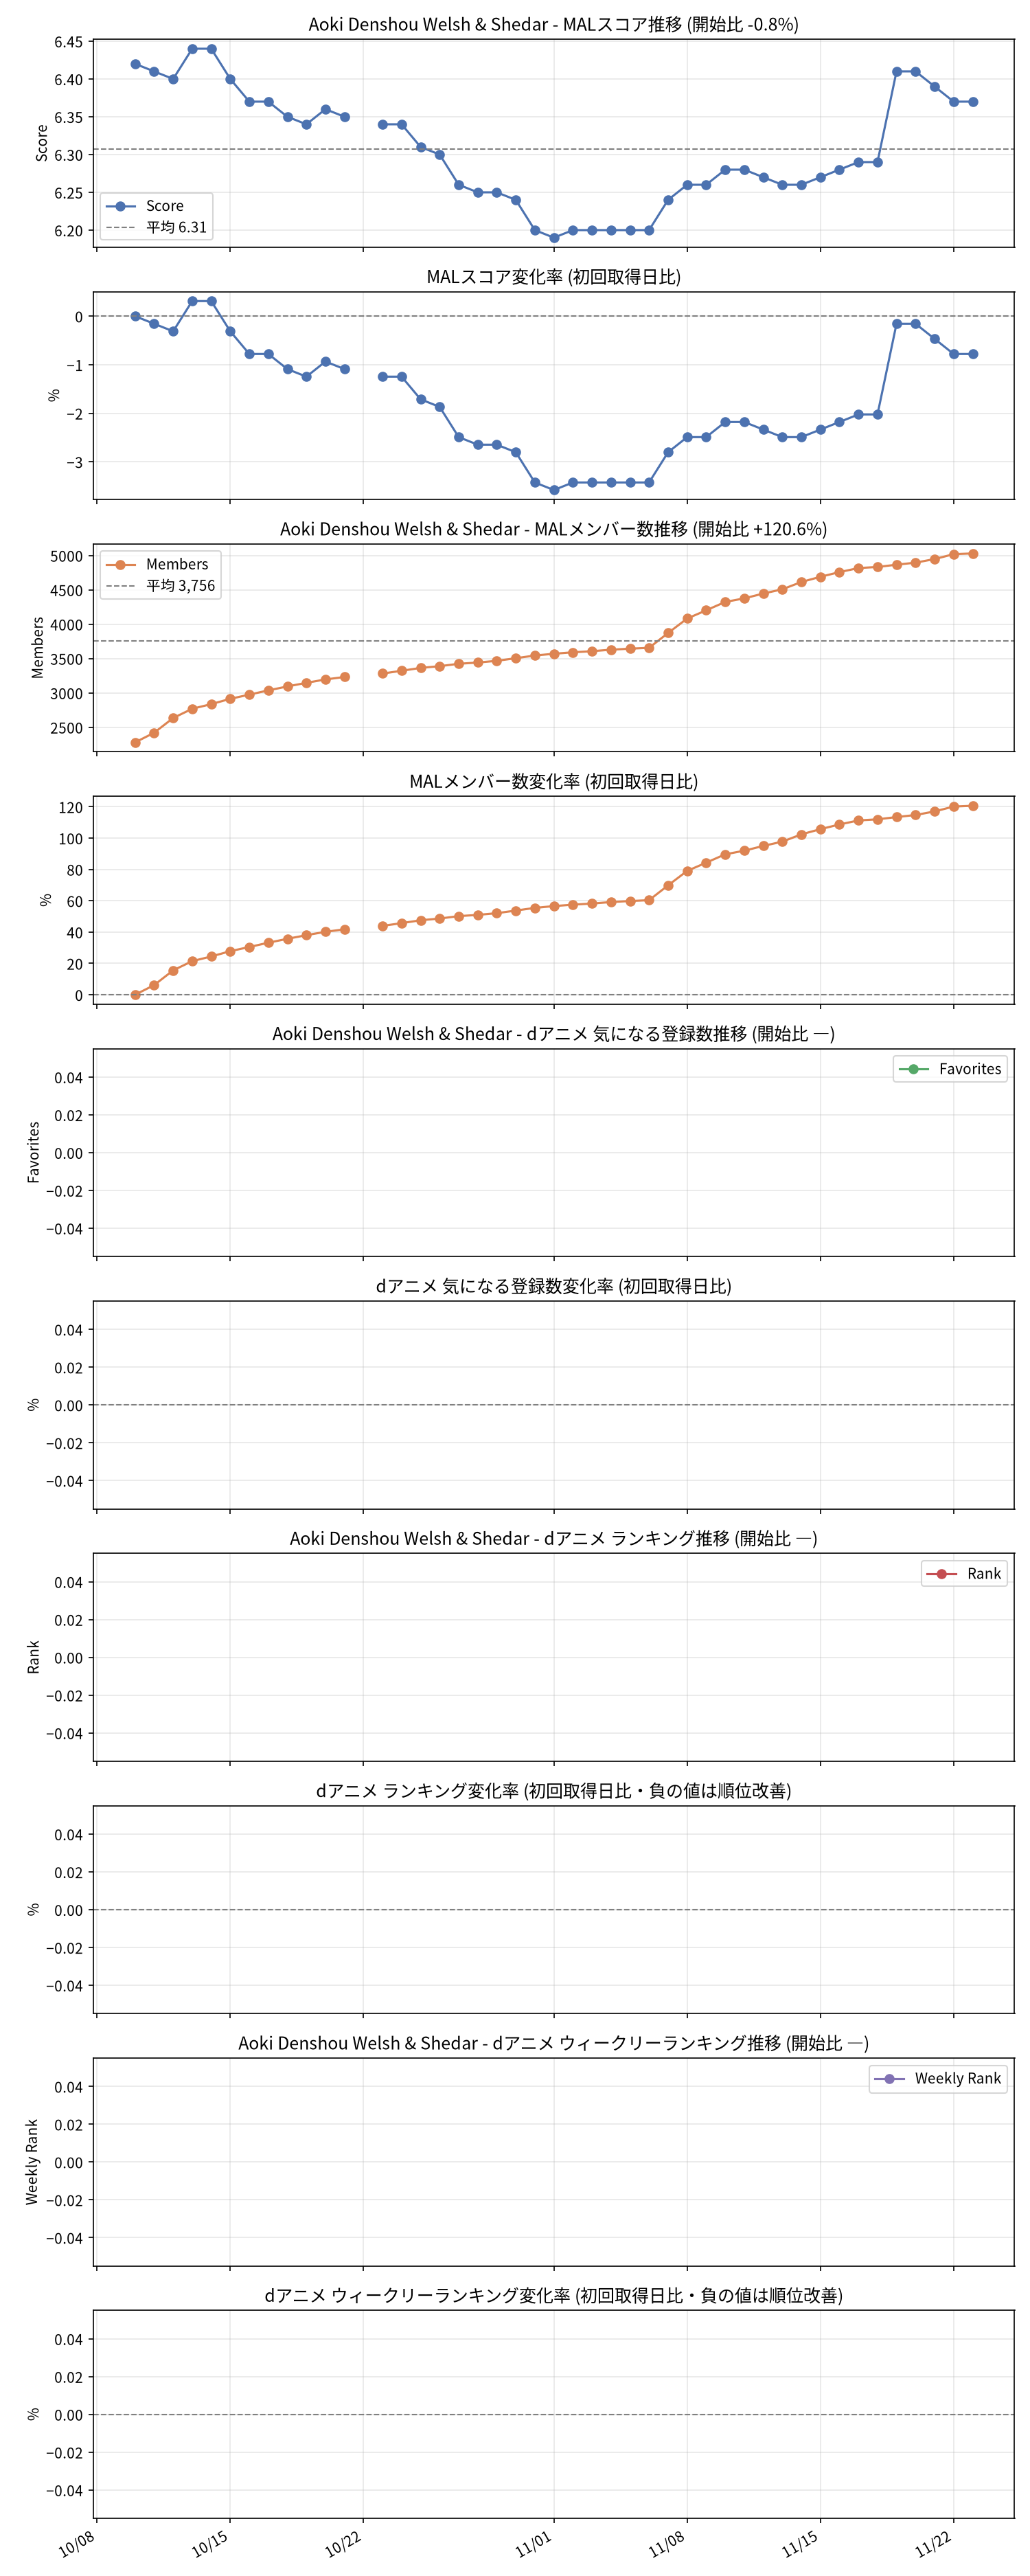 Aoki Denshou Welsh & Shedar - MALスコア推移 (開始比 -0.8%)
6.45
6.40
6.35
6.30
6.25
6.20
Score
Score
平均 6.31
MALスコア変化率 (初回取得日比)
0
−1
−2
−3
%
Aoki Denshou Welsh & Shedar - MALメンバー数推移 (開始比 +120.6%)
5000
4500
4000
3500
3000
2500
Members
Members
平均 3,756
MALメンバー数変化率 (初回取得日比)
120
100
80
60
40
20
0
%
Aoki Denshou Welsh & Shedar - dアニメ 気になる登録数推移 (開始比 —)
0.04
0.02
0.00
−0.02
−0.04
Favorites
Favorites
dアニメ 気になる登録数変化率 (初回取得日比)
0.04
0.02
0.00
−0.02
−0.04
%
Aoki Denshou Welsh & Shedar - dアニメ ランキング推移 (開始比 —)
0.04
0.02
0.00
−0.02
−0.04
Rank
Rank
dアニメ ランキング変化率 (初回取得日比・負の値は順位改善)
0.04
0.02
0.00
−0.02
−0.04
%
Aoki Denshou Welsh & Shedar - dアニメ ウィークリーランキング推移 (開始比 —)
0.04
0.02
0.00
−0.02
−0.04
Weekly Rank
Weekly Rank
dアニメ ウィークリーランキング変化率 (初回取得日比・負の値は順位改善)
0.04
0.02
0.00
−0.02
−0.04
%
10/08
10/15
10/22
11/01
11/08
11/15
11/22